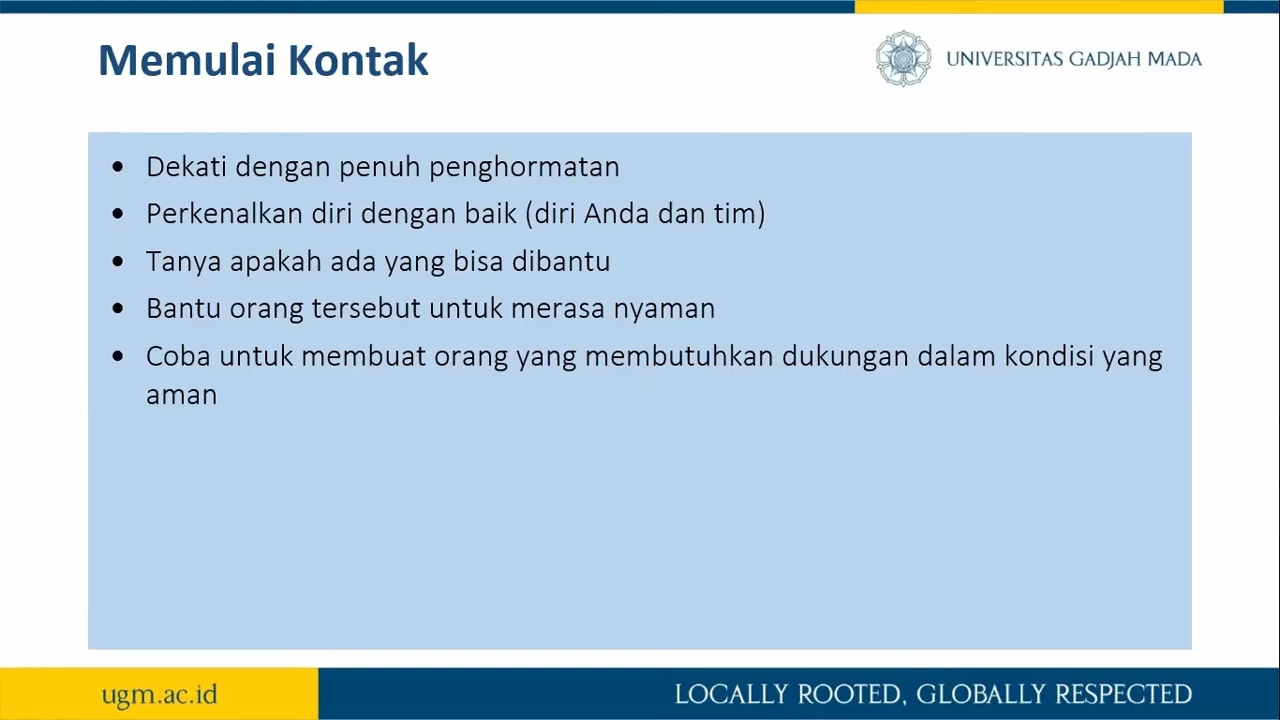 Memulai Kontak
UNIVERSITAS GADJAH MADA
• Dekati dengan penuh penghormatan
• Perkenalkan diri dengan baik (diri Anda dan tim)
• Tanya apakah ada yang bisa dibantu
• Bantu orang tersebut untuk merasa nyaman
• Coba untuk membuat orang yang membutuhkan dukungan dalam kondisi yang
aman
ugm.ac.id
LOCALLY ROOTED, GLOBALLY RESPECTED